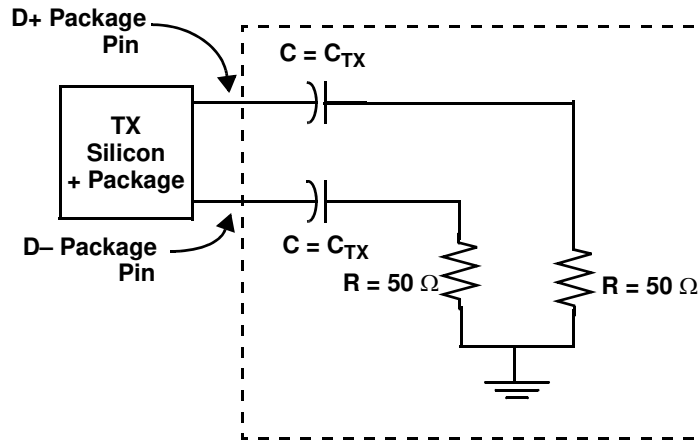 D+ Package
Pin
C = CTX
TX
Silicon
+ Package
D– Package
Pin
C = CTX
R = 50 Ω
R = 50 Ω